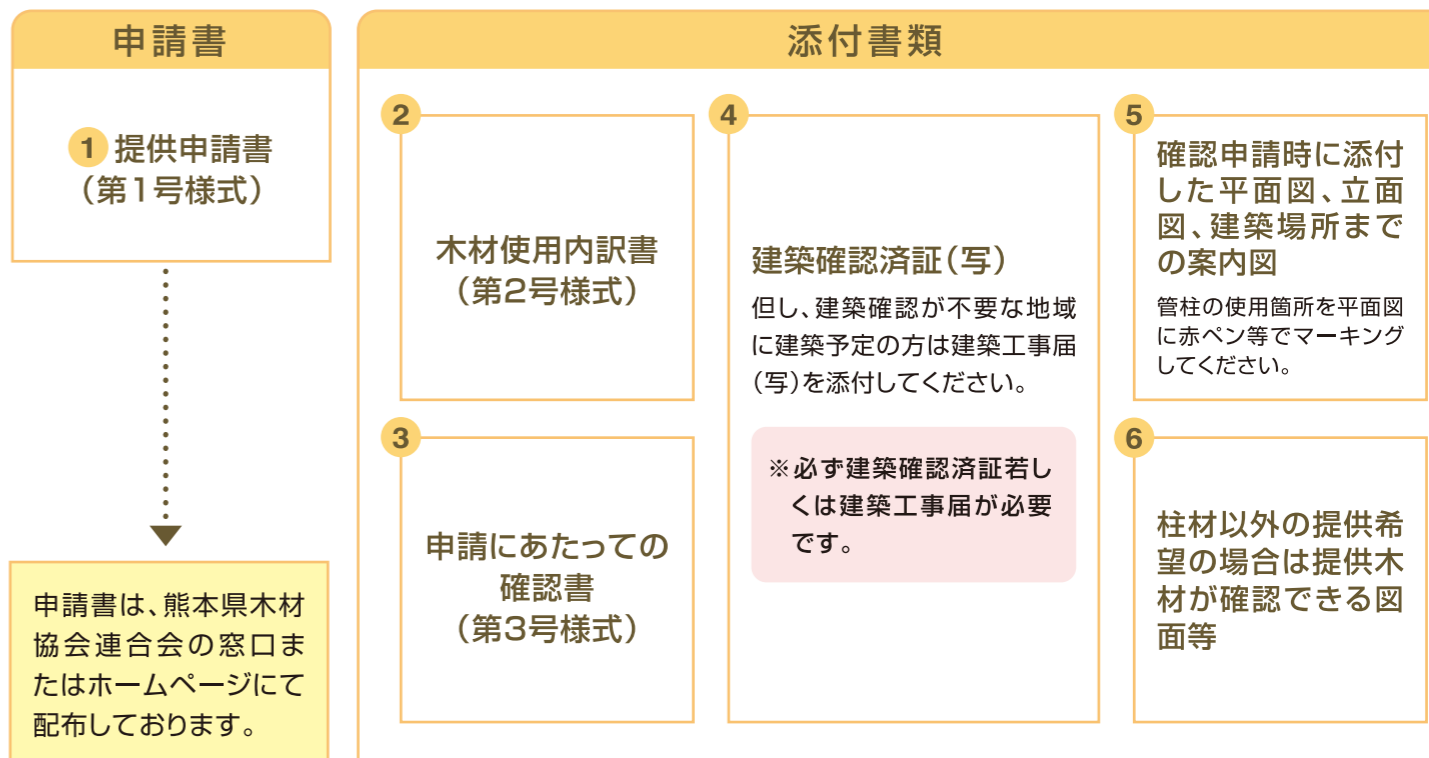 申請書
1 提供申請書
（第1号様式）
申請書は、熊本県木材
協会連合会の窓口ま
たはホームページにて
配布しております。
添付書類
2
木材使用内訳書
（第2号様式）
3
申請にあたっての
確認書
（第3号様式）
4
建築確認済証（写）
但し、建築確認が不要な地域
に建築予定の方は建築工事届
（写）を添付してください。
※必ず建築確認済証若し
くは建築工事届が必要
です。
5
確認申請時に添付
した平面図、立面
図、建築場所まで
の案内図
管柱の使用箇所を平面図
に赤ペン等でマーキング
してください。
6
柱材以外の提供希
望の場合は提供木
材が確認できる図
面等